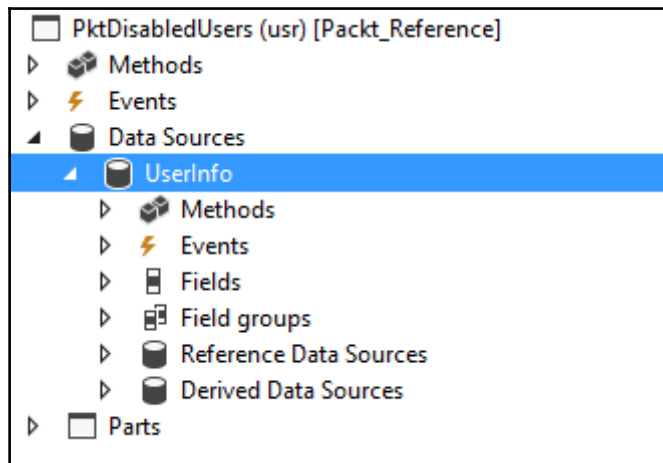 PktDisabledUsers (usr) [Packt_Reference]
Methods
Events
Data Sources
UserInfo
Methods
Events
Fields
Field groups
Reference Data Sources
Derived Data Sources
Parts